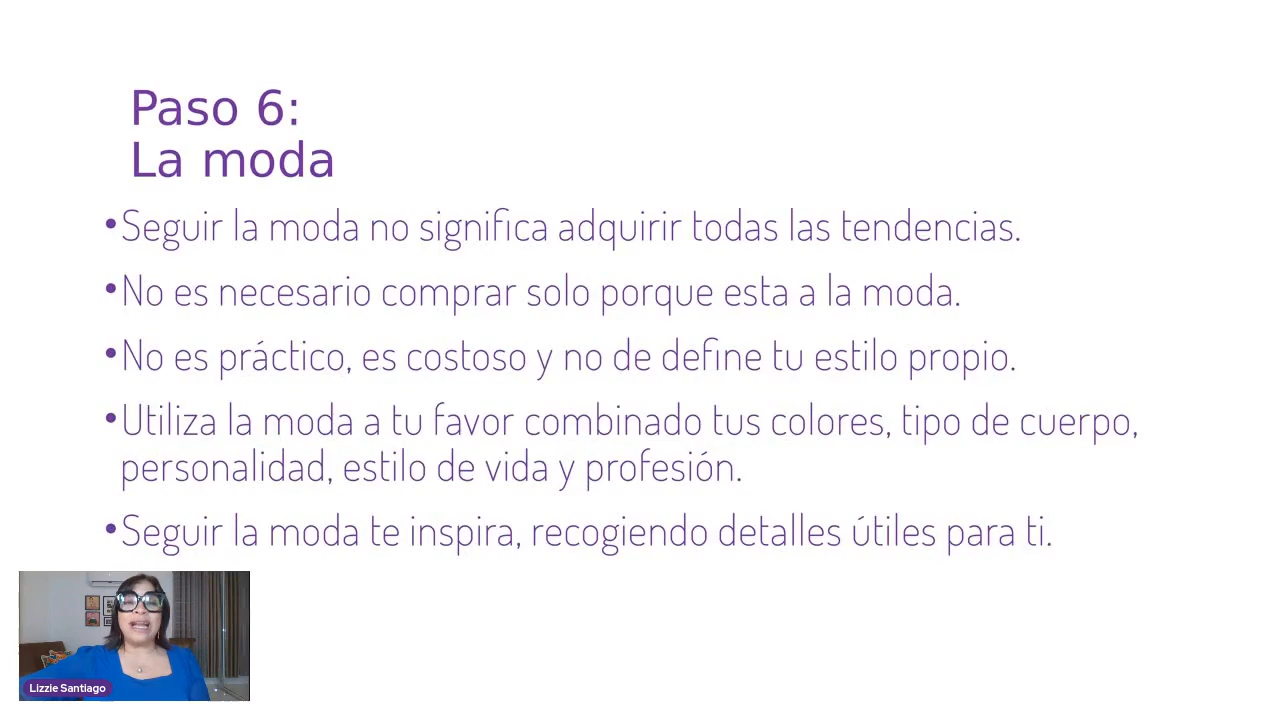 Paso 6:
La moda
•Seguir la moda no significa adquirir todas las tendencias.
•No es necesario comprar solo porque esta a la moda.
•No es práctico, es costoso y no de define tu estilo propio.
•Utiliza la moda a tu favor combinado tus colores, tipo de cuerpo,
personalidad, estilo de vida y profesión.
•Seguir la moda te inspira, recogiendo detalles útiles para ti.
Lizzie Santiago